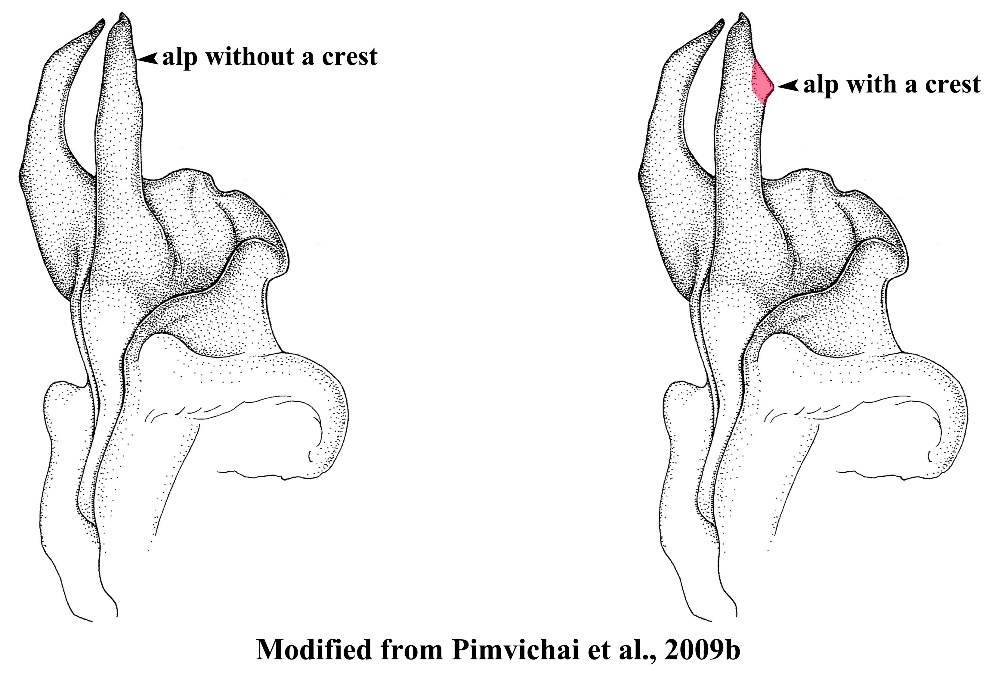 alp without a crest
alp with a crest
Modified from Pimvichai et al., 2009b